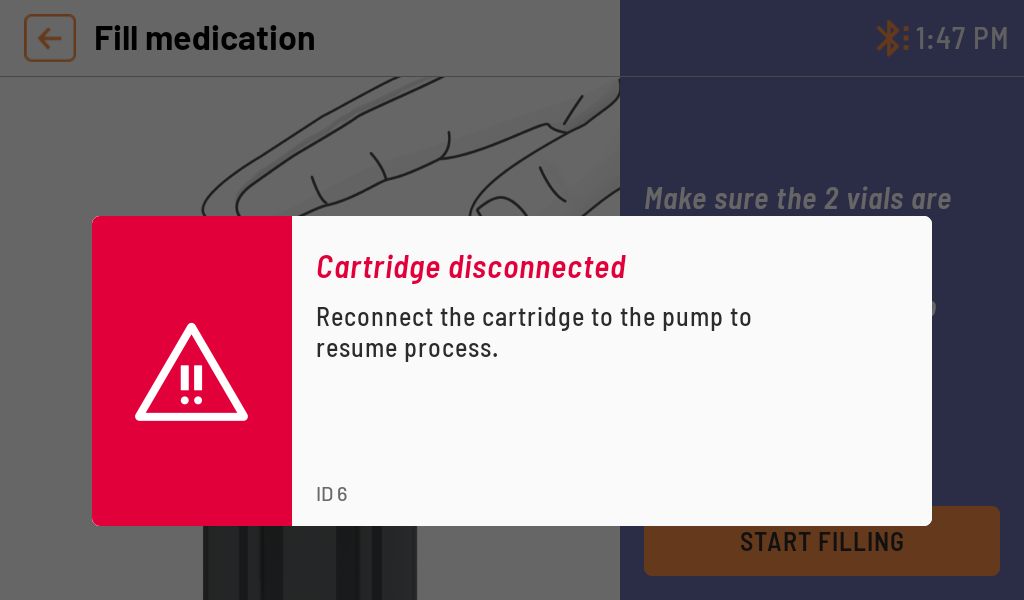 Fill medication
1:47 PM
Make sure the 2 vials are
Cartridge disconnected
Reconnect the cartridge to the pump to
resume process.
ID 6
START FILLING